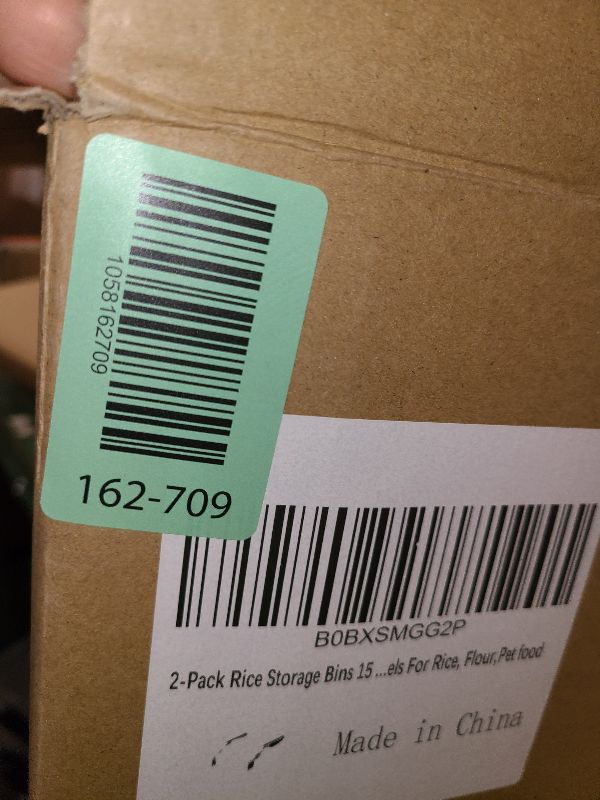 1058162709
162-709
B0BXSMGG2P
2-Pack Rice Storage Bins 15 ...els For Rice, Flour,Pet food
Made in China